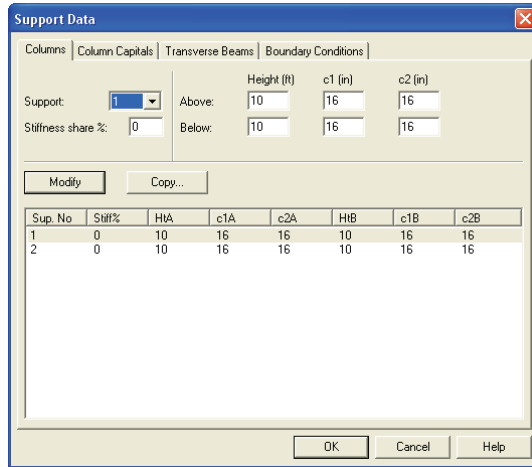 Support Data
Columns Column Capitals Transverse Beams Boundary Conditions
Height (ft) c1 (in) c2 (in)
Support: 1 Above: 10 16 16
Stiffness share %: 0 Below: 10 16 16
Modify Copy...
Sup. No Stiff% HtA c1A c2A HtB c1B c2B
1 0 10 16 16 10 16 16
2 0 10 16 16 10 16 16
OK Cancel Help